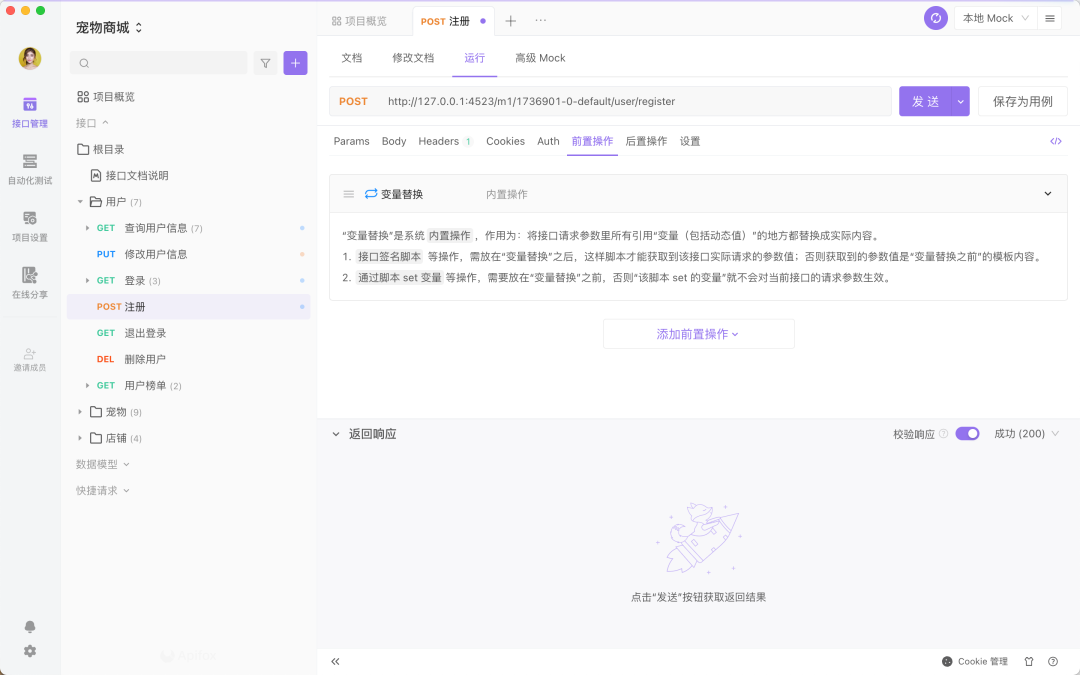 宠物商城
项目概览
POST 注册
本地 Mock
文档
修改文档
运行
高级 Mock
POST
http://127.0.0.1:4523/m1/1736901-0-default/user/register
发 送
保存为用例
Params
Body
Headers 1
Cookies
Auth
前置操作
后置操作
设置
接口管理
自动化测试
项目设置
在线分享
邀请成员
项目概览
接口
根目录
接口文档说明
用户 (7)
GET 查询用户信息 (7)
PUT 修改用户信息
GET 登录 (3)
POST 注册
GET 退出登录
DEL 删除用户
GET 用户榜单 (2)
宠物 (9)
店铺 (4)
数据模型
快捷请求
变量替换
内置操作
“变量替换”是系统 内置操作 ，作用为：将接口请求参数里所有引用“变量（包括动态值）”的地方都替换成实际内容。
1. 接口签名脚本 等操作，需放在“变量替换”之后，这样脚本才能获取到该接口实际请求的参数值；否则获取到的参数值是“变量替换之前”的模板内容。
2. 通过脚本 set 变量 等操作，需要放在“变量替换”之前，否则“该脚本 set 的变量”就不会对当前接口的请求参数生效。
添加前置操作
返回响应
校验响应
成功 (200)
点击“发送”按钮获取返回结果
Cookie 管理